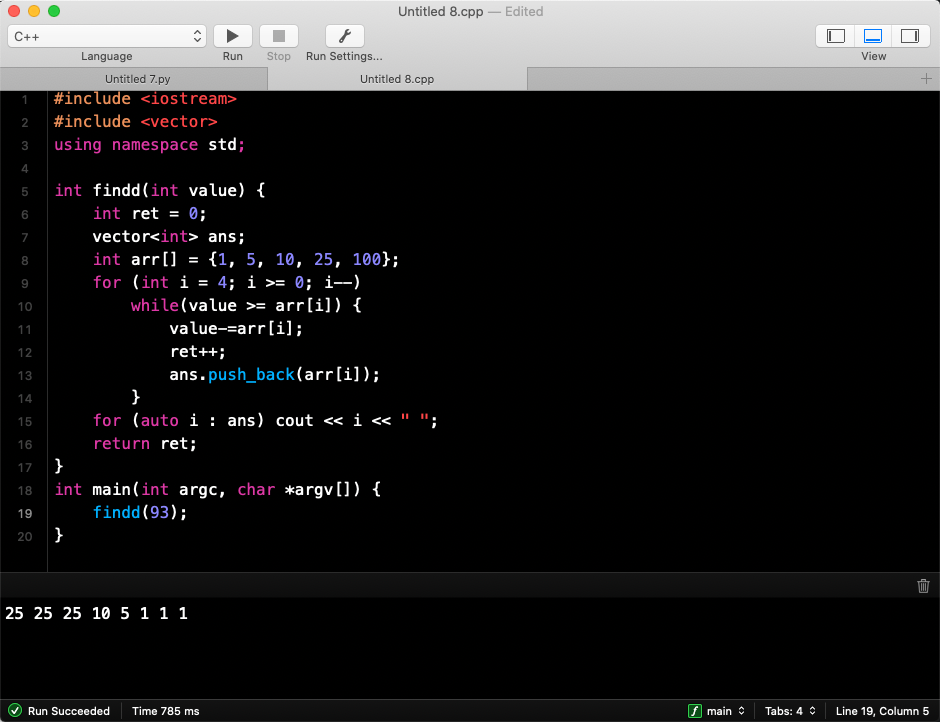 Untitled 8.cpp — Edited
C++
Language
Run
Stop
Run Settings...
View
Untitled 7.py
Untitled 8.cpp
1 #include <iostream>
2 #include <vector>
3 using namespace std;
4
5 int findd(int value) {
6     int ret = 0;
7     vector<int> ans;
8     int arr[] = {1, 5, 10, 25, 100};
9     for (int i = 4; i >= 0; i--)
10         while(value >= arr[i]) {
11             value-=arr[i];
12             ret++;
13             ans.push_back(arr[i]);
14         }
15     for (auto i : ans) cout << i << " ";
16     return ret;
17 }
18 int main(int argc, char *argv[]) {
19     findd(93);
20 }
25 25 25 10 5 1 1 1
Run Succeeded Time 785 ms main Tabs: 4 Line 19, Column 5